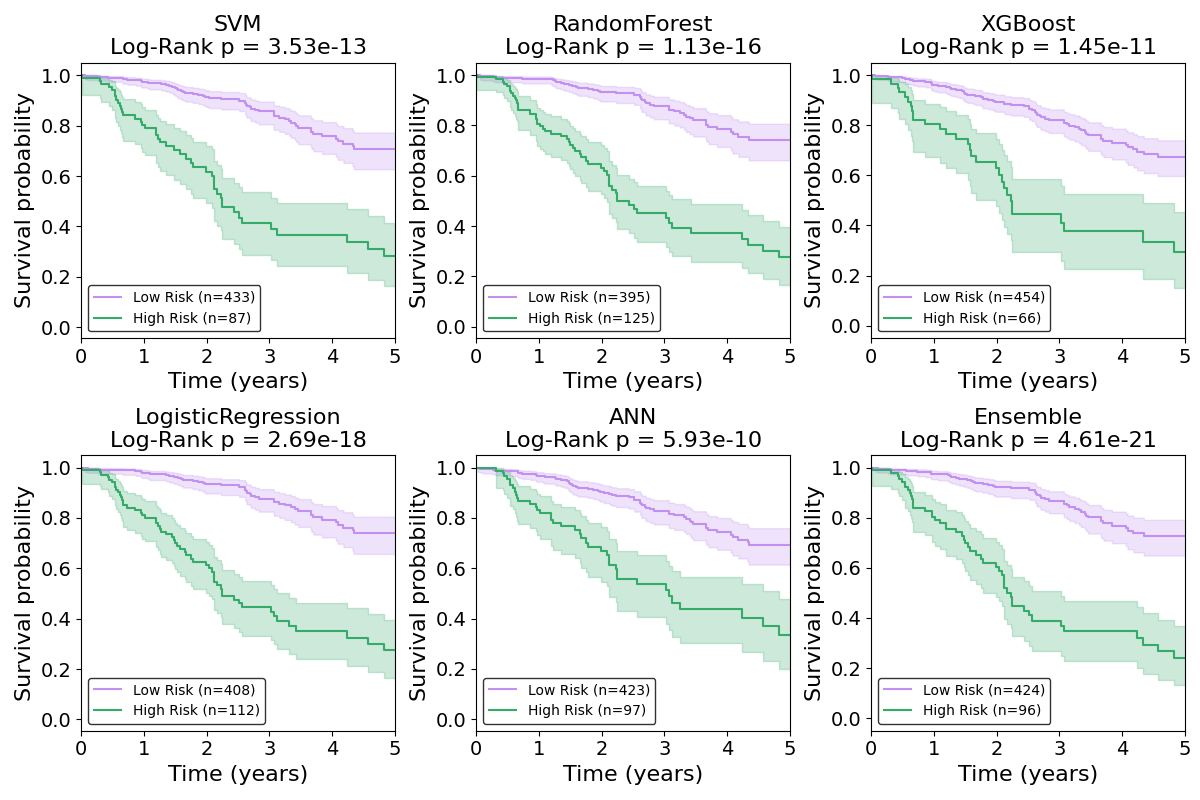 SVM
Log-Rank p = 3.53e-13
Survival probability
1.0
0.8
0.6
0.4
0.2
0.0
Low Risk (n=433)
High Risk (n=87)
0 1 2 3 4 5
Time (years)
RandomForest
Log-Rank p = 1.13e-16
Survival probability
1.0
0.8
0.6
0.4
0.2
0.0
Low Risk (n=395)
High Risk (n=125)
0 1 2 3 4 5
Time (years)
XGBoost
Log-Rank p = 1.45e-11
Survival probability
1.0
0.8
0.6
0.4
0.2
0.0
Low Risk (n=454)
High Risk (n=66)
0 1 2 3 4 5
Time (years)
LogisticRegression
Log-Rank p = 2.69e-18
Survival probability
1.0
0.8
0.6
0.4
0.2
0.0
Low Risk (n=408)
High Risk (n=112)
0 1 2 3 4 5
Time (years)
ANN
Log-Rank p = 5.93e-10
Survival probability
1.0
0.8
0.6
0.4
0.2
0.0
Low Risk (n=423)
High Risk (n=97)
0 1 2 3 4 5
Time (years)
Ensemble
Log-Rank p = 4.61e-21
Survival probability
1.0
0.8
0.6
0.4
0.2
0.0
Low Risk (n=424)
High Risk (n=96)
0 1 2 3 4 5
Time (years)